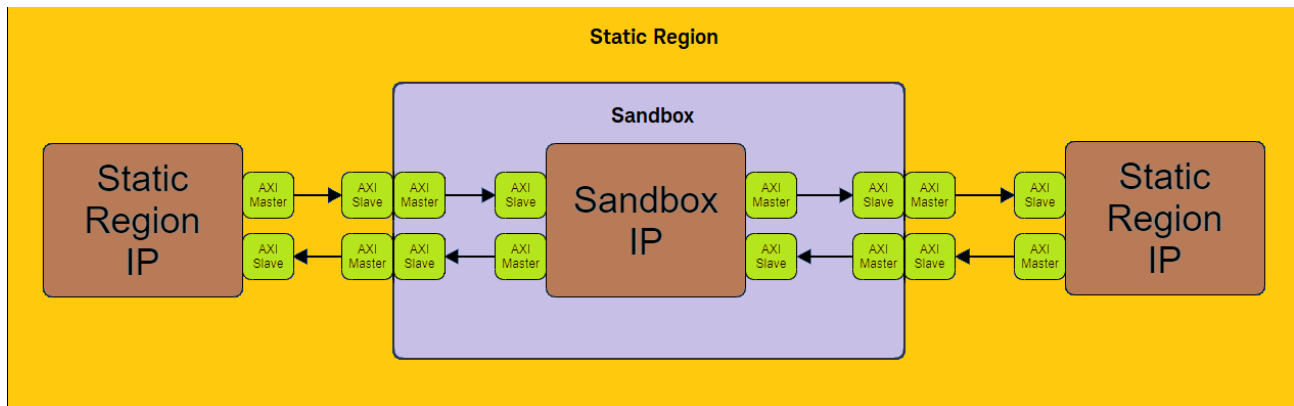 Static Region
Sandbox
Static
Region
IP
AXI
Master
AXI
Slave
AXI
Master
AXI
Slave
Sandbox
IP
AXI
Master
AXI
Slave
AXI
Master
AXI
Slave
Static
Region
IP
AXI
Slave
AXI
Master
AXI
Slave
AXI
Master
AXI
Slave
AXI
Master
AXI
Slave
AXI
Master